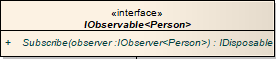 «interface»
IObservable<Person>
+ Subscribe(observer :IObserver<Person>) : IDisposable